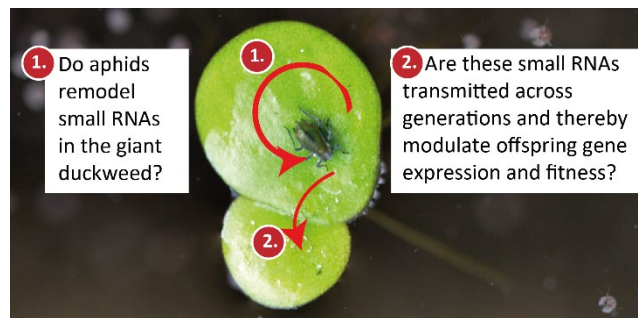 1. Do aphids
remodel
small RNAs
in the giant
duckweed?
1.
2.
2. Are these small RNAs
transmitted across
generations and thereby
modulate offspring gene
expression and fitness?